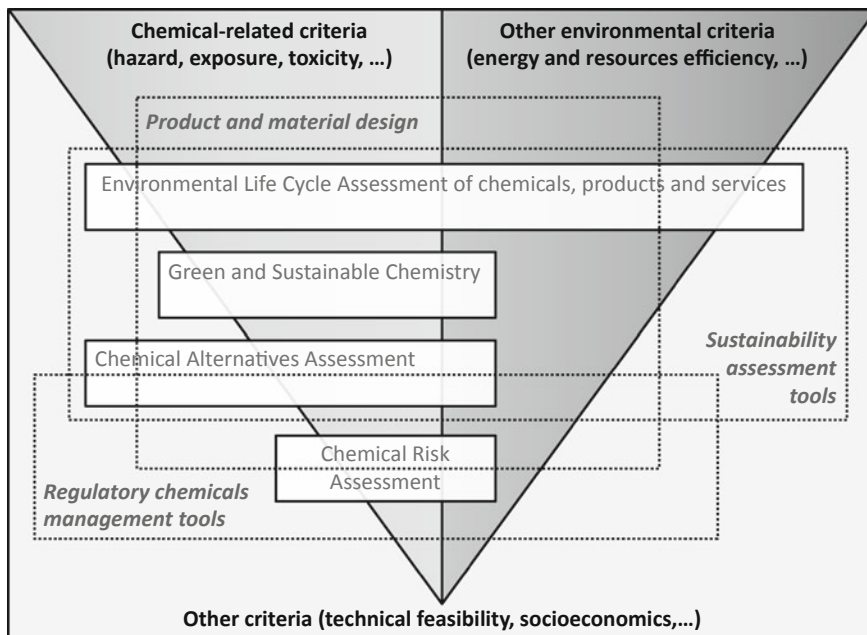 Chemical-related criteria
(hazard, exposure, toxicity, ...)
Other environmental criteria
(energy and resources efficiency, ...)
Product and material design
Environmental Life Cycle Assessment of chemicals, products and services
Green and Sustainable Chemistry
Chemical Alternatives Assessment
Sustainability
assessment
tools
Chemical Risk
Assessment
Regulatory chemicals
management tools
Other criteria (technical feasibility, socioeconomics,...)